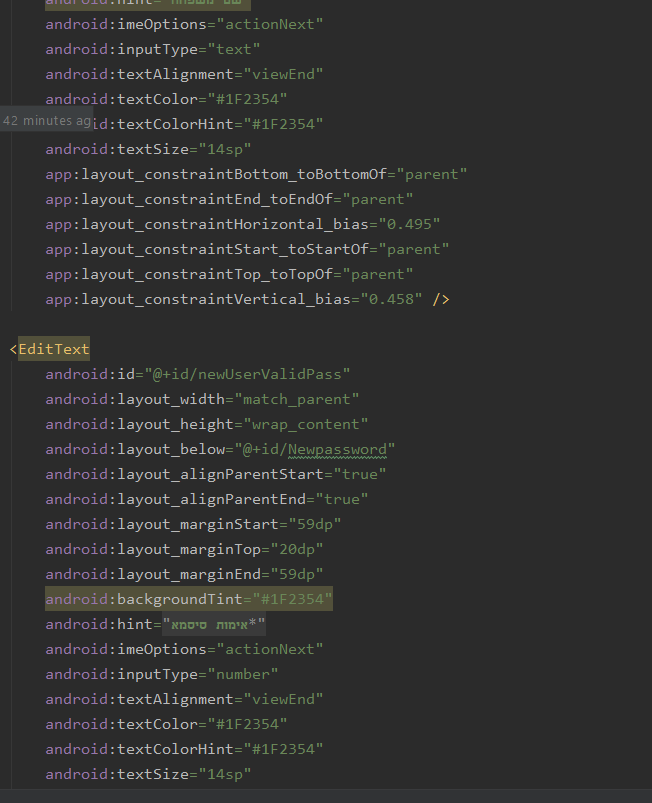 android:hint="שם משפחה"
android:imeOptions="actionNext"
android:inputType="text"
android:textAlignment="viewEnd"
android:textColor="#1F2354"
42 minutes ag
id:textColorHint="#1F2354"
android:textSize="14sp"
app:layout_constraintBottom_toBottomOf="parent"
app:layout_constraintEnd_toEndOf="parent"
app:layout_constraintHorizontal_bias="0.495"
app:layout_constraintStart_toStartOf="parent"
app:layout_constraintTop_toTopOf="parent"
app:layout_constraintVertical_bias="0.458" />
<EditText
android:id="@+id/newUserValidPass"
android:layout_width="match_parent"
android:layout_height="wrap_content"
android:layout_below="@+id/Newpassword"
android:layout_alignParentStart="true"
android:layout_alignParentEnd="true"
android:layout_marginStart="59dp"
android:layout_marginTop="20dp"
android:layout_marginEnd="59dp"
android:backgroundTint="#1F2354"
android:hint="אימות סיסמא*"
android:imeOptions="actionNext"
android:inputType="number"
android:textAlignment="viewEnd"
android:textColor="#1F2354"
android:textColorHint="#1F2354"
android:textSize="14sp"